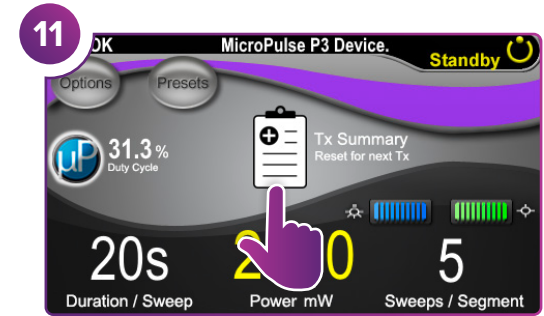 11
OK
MicroPulse P3 Device.
Standby
Options
Presets
µP
31.3 %
Duty Cycle
Tx Summary
Reset for next Tx
20s
5
Duration / Sweep
Power mW
Sweeps / Segment